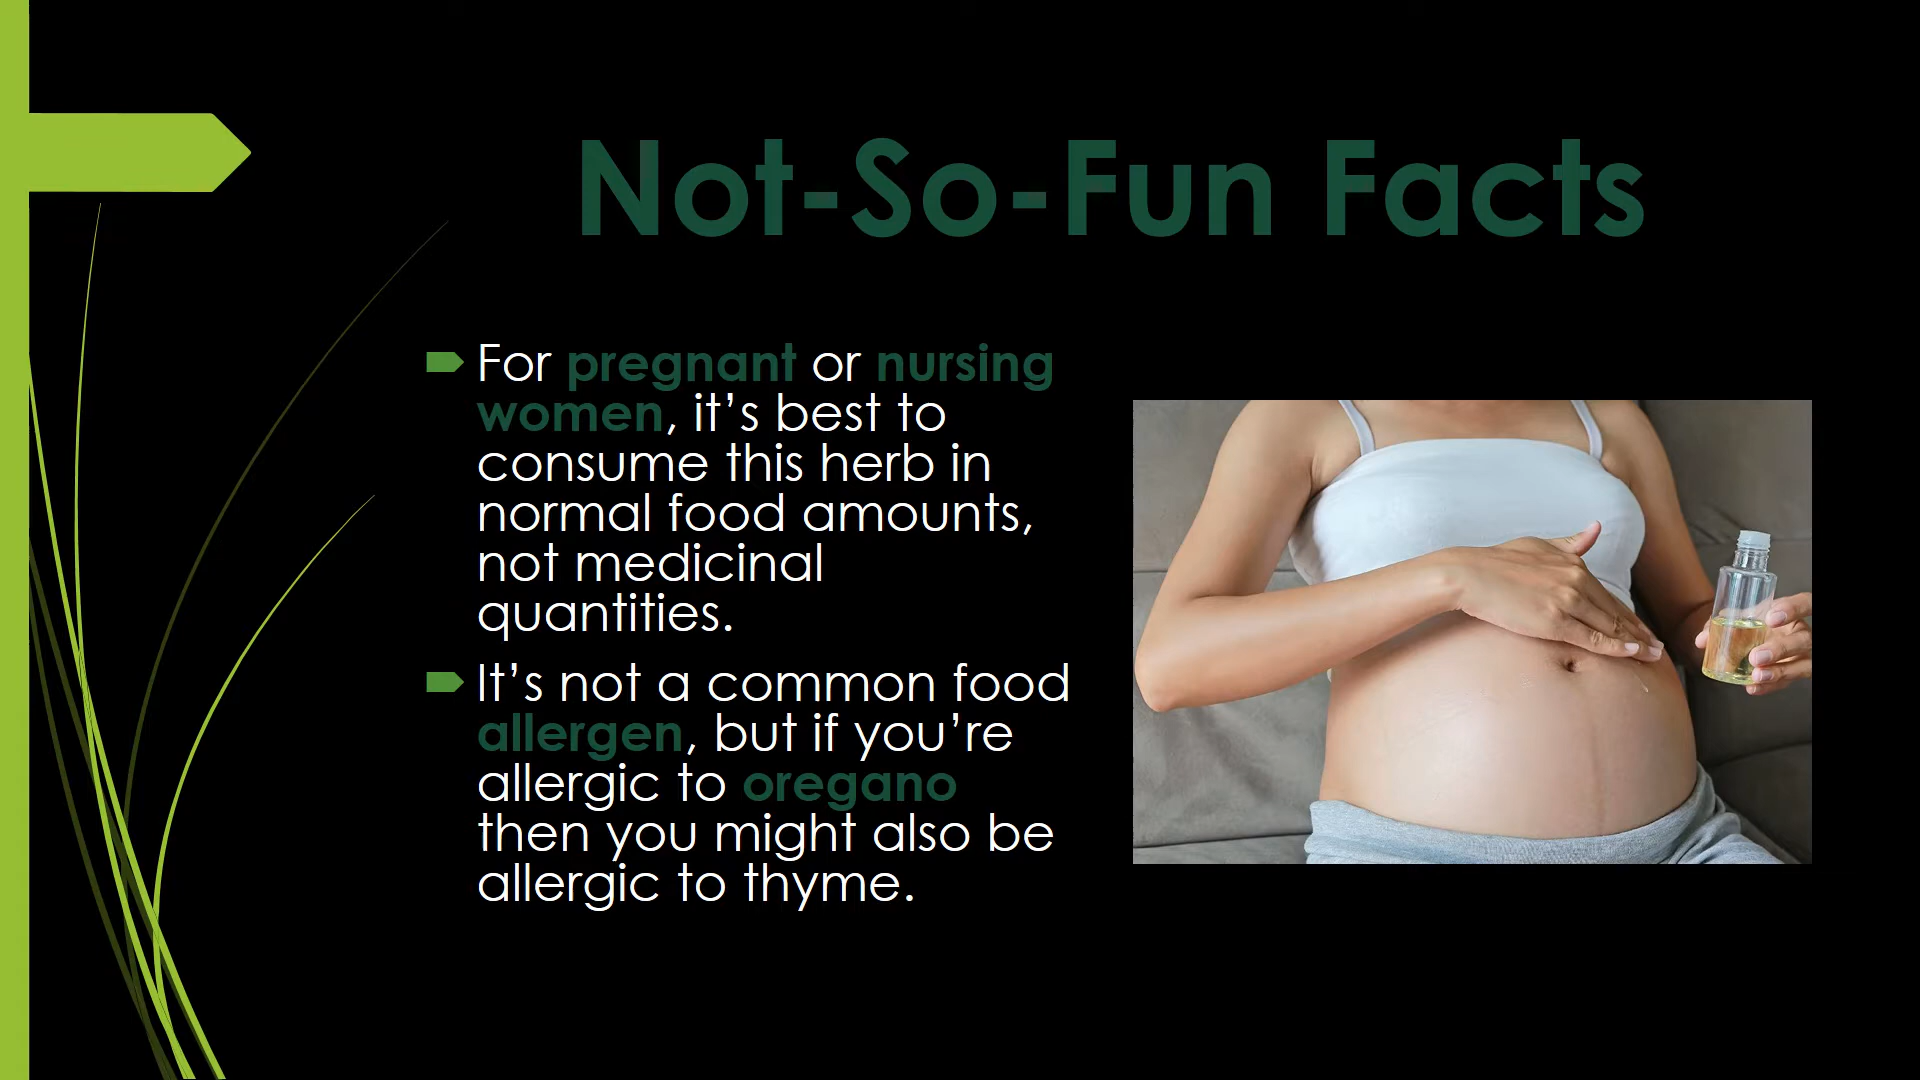 Not-So-Fun Facts
For pregnant or nursing
women, it’s best to
consume this herb in
normal food amounts,
not medicinal
quantities.
It’s not a common food
allergen, but if you’re
allergic to oregano
then you might also be
allergic to thyme.